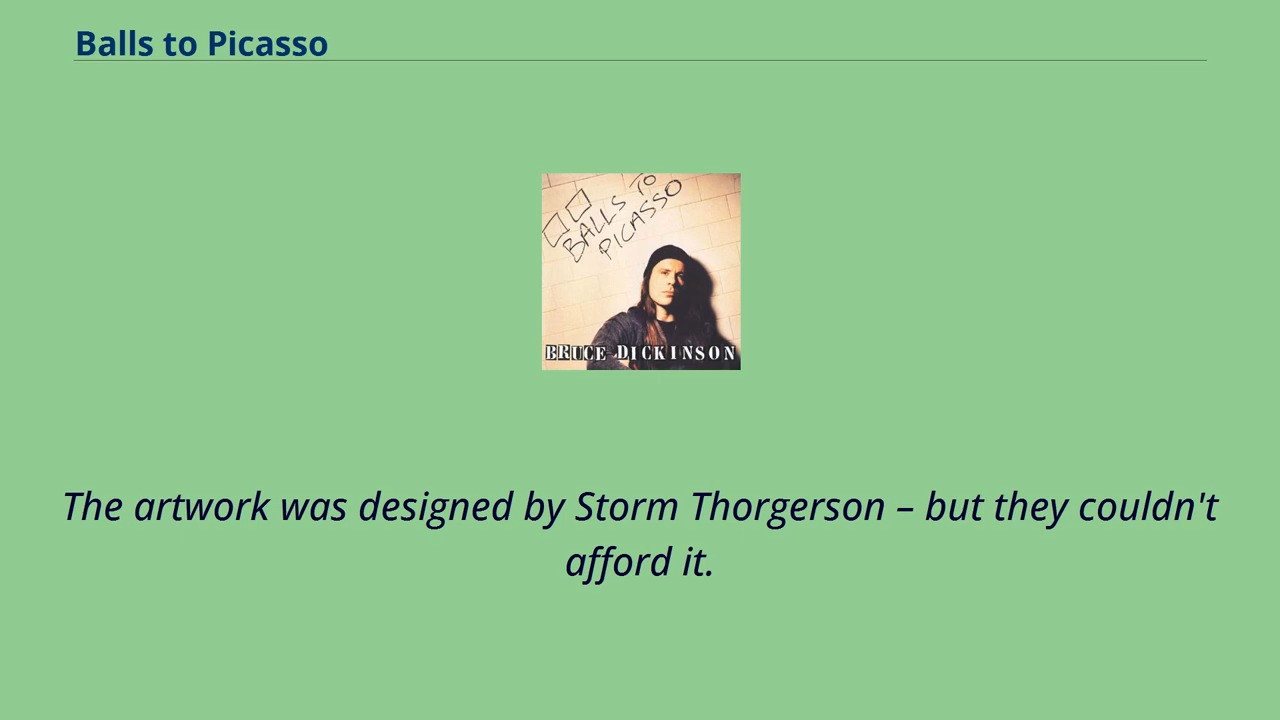 Balls to Picasso
BALLS TO
PICASSO
BRUCE DICKINSON
The artwork was designed by Storm Thorgerson – but they couldn't
afford it.